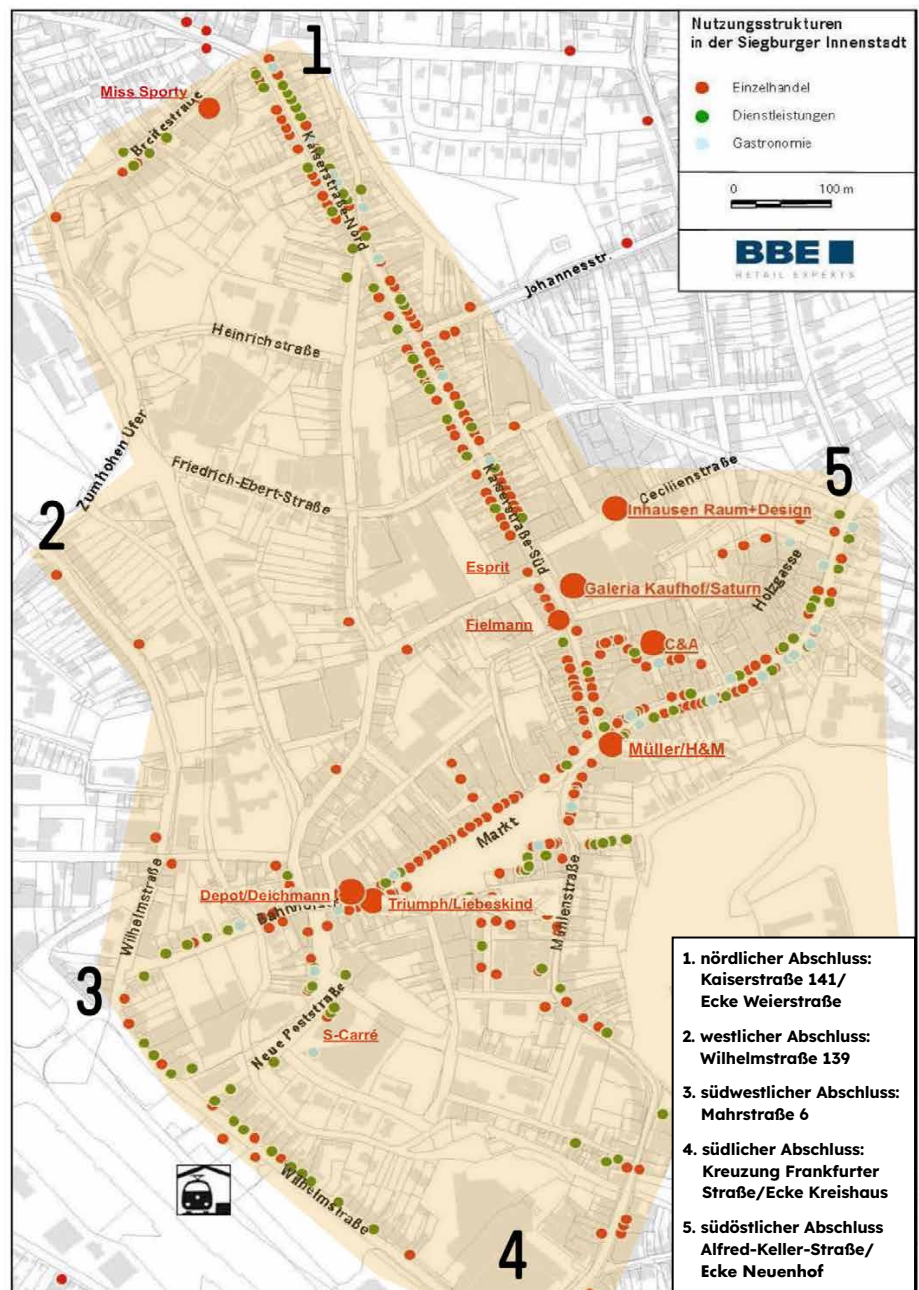 Nutzungsstrukturen
in der Siegburger Innenstadt
Einzelhandel
Dienstleistungen
Gastronomie
0 100 m
BBE
RETAIL EXPERTS
1
Miss Sporty
Breitestraße
Kaiserstraße-Nord
Johannesstr.
Heinrichstraße
Zumhohen Ufer
Friedrich-Ebert-Straße
2
Kaiserstraße-Süd
Cecilienstraße
5
Inhausen Raum+Design
Esprit
Galeria Kaufhof/Saturn
Holzgasse
Fielmann
C&A
Müller/H&M
Markt
Mühlenstraße
Wilhelmstraße
Depot/Deichmann
Triumph/Liebeskind
3
Neue Poststraße
S-Carré
Wilhelmstraße
4
1. nördlicher Abschluss:
Kaiserstraße 141/
Ecke Weierstraße
2. westlicher Abschluss:
Wilhelmstraße 139
3. südwestlicher Abschluss:
Mahrstraße 6
4. südlicher Abschluss:
Kreuzung Frankfurter
Straße/Ecke Kreishaus
5. südöstlicher Abschluss
Alfred-Keller-Straße/
Ecke Neuenhof